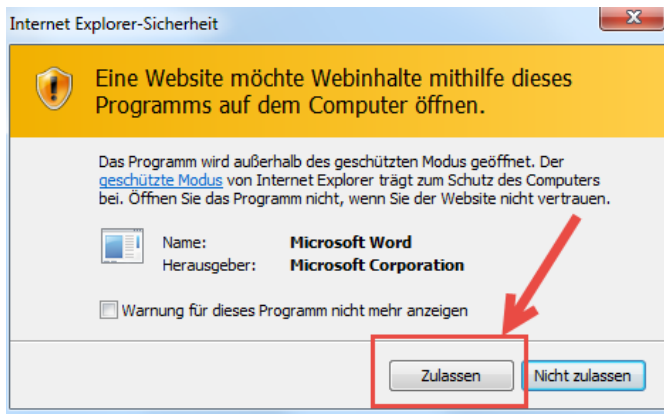 Internet Explorer-Sicherheit
Eine Website möchte Webinhalte mithilfe dieses
Programms auf dem Computer öffnen.
Das Programm wird außerhalb des geschützten Modus geöffnet. Der
geschützte Modus von Internet Explorer trägt zum Schutz des Computers
bei. Öffnen Sie das Programm nicht, wenn Sie der Website nicht vertrauen.
Name: Microsoft Word
Herausgeber: Microsoft Corporation
Warnung für dieses Programm nicht mehr anzeigen
Zulassen Nicht zulassen